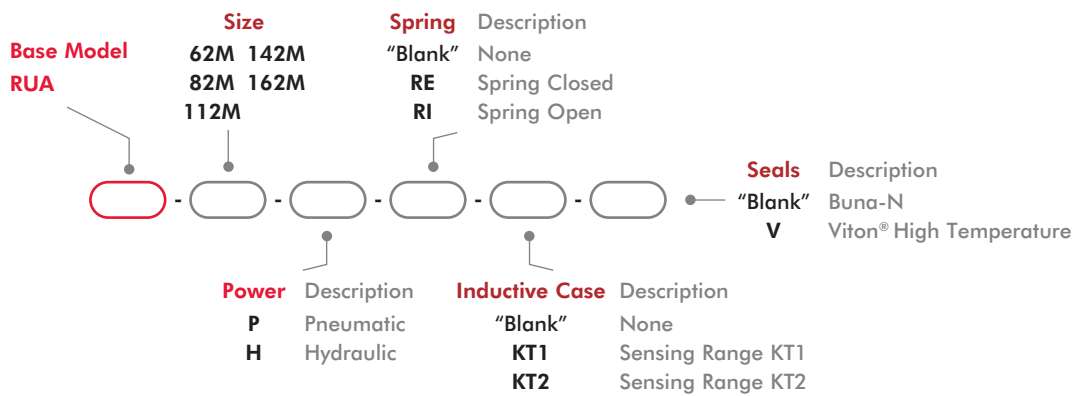 Size
Spring Description
Base Model
RUA
62M 142M
82M 162M
112M
“Blank” None
RE Spring Closed
RI Spring Open
- - - - -
Seals Description
“Blank” Buna-N
V Viton® High Temperature
Power Description
P Pneumatic
H Hydraulic
Inductive Case Description
“Blank” None
KT1 Sensing Range KT1
KT2 Sensing Range KT2